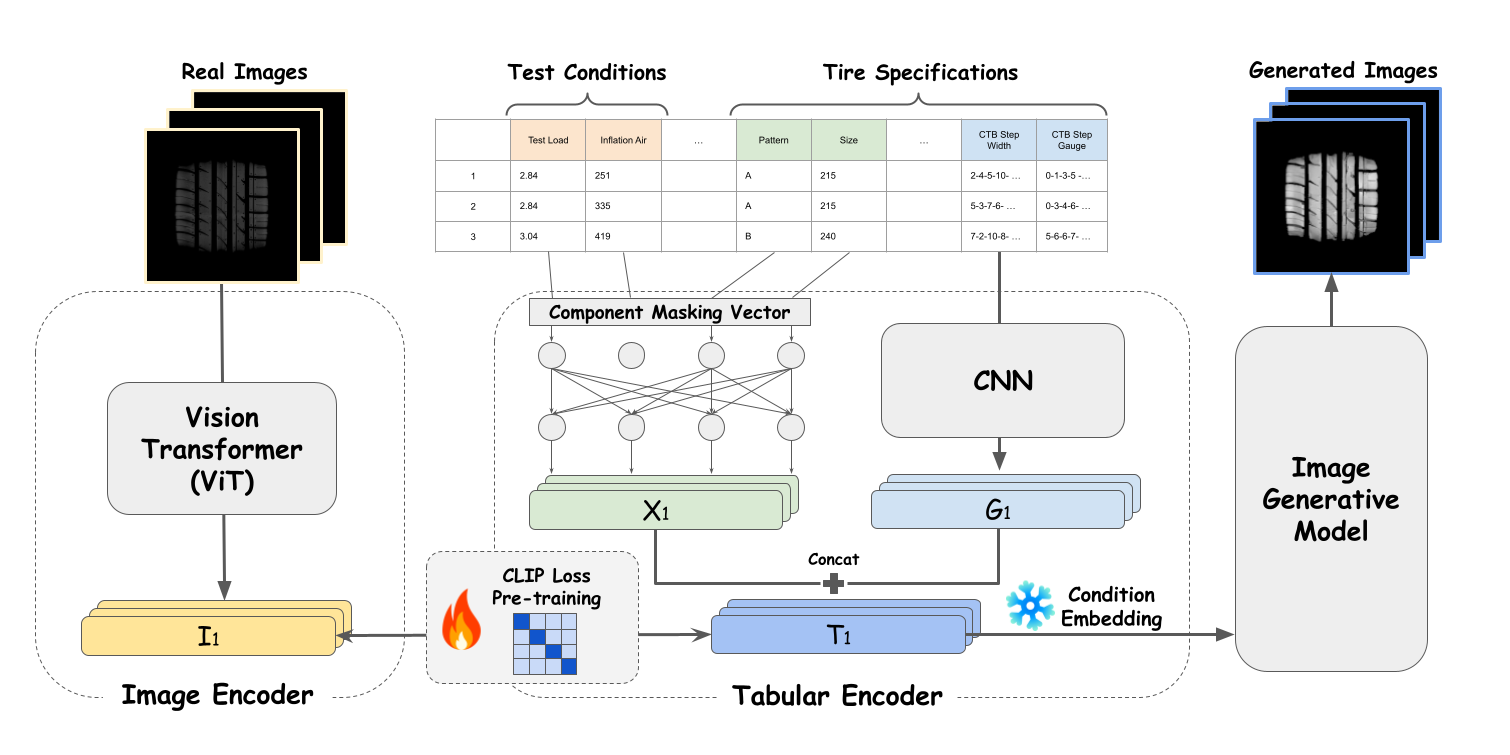 Real Images
Test Conditions
Tire Specifications
Generated Images
Test Load
Inflation Air
...
Pattern
Size
...
CTB Step
Width
CTB Step
Gauge
1
2.84
251
A
215
2-4-5-10- ...
0-1-3-5 -...
2
2.84
335
A
215
5-3-7-6- ...
0-3-4-6- ...
3
3.04
419
B
240
7-2-10-8- ...
5-6-6-7- ...
Component Masking Vector
CNN
Vision
Transformer
(ViT)
X1
G1
Image
Generative
Model
Concat
CLIP Loss
Pre-training
Condition
Embedding
I1
T1
Image Encoder
Tabular Encoder